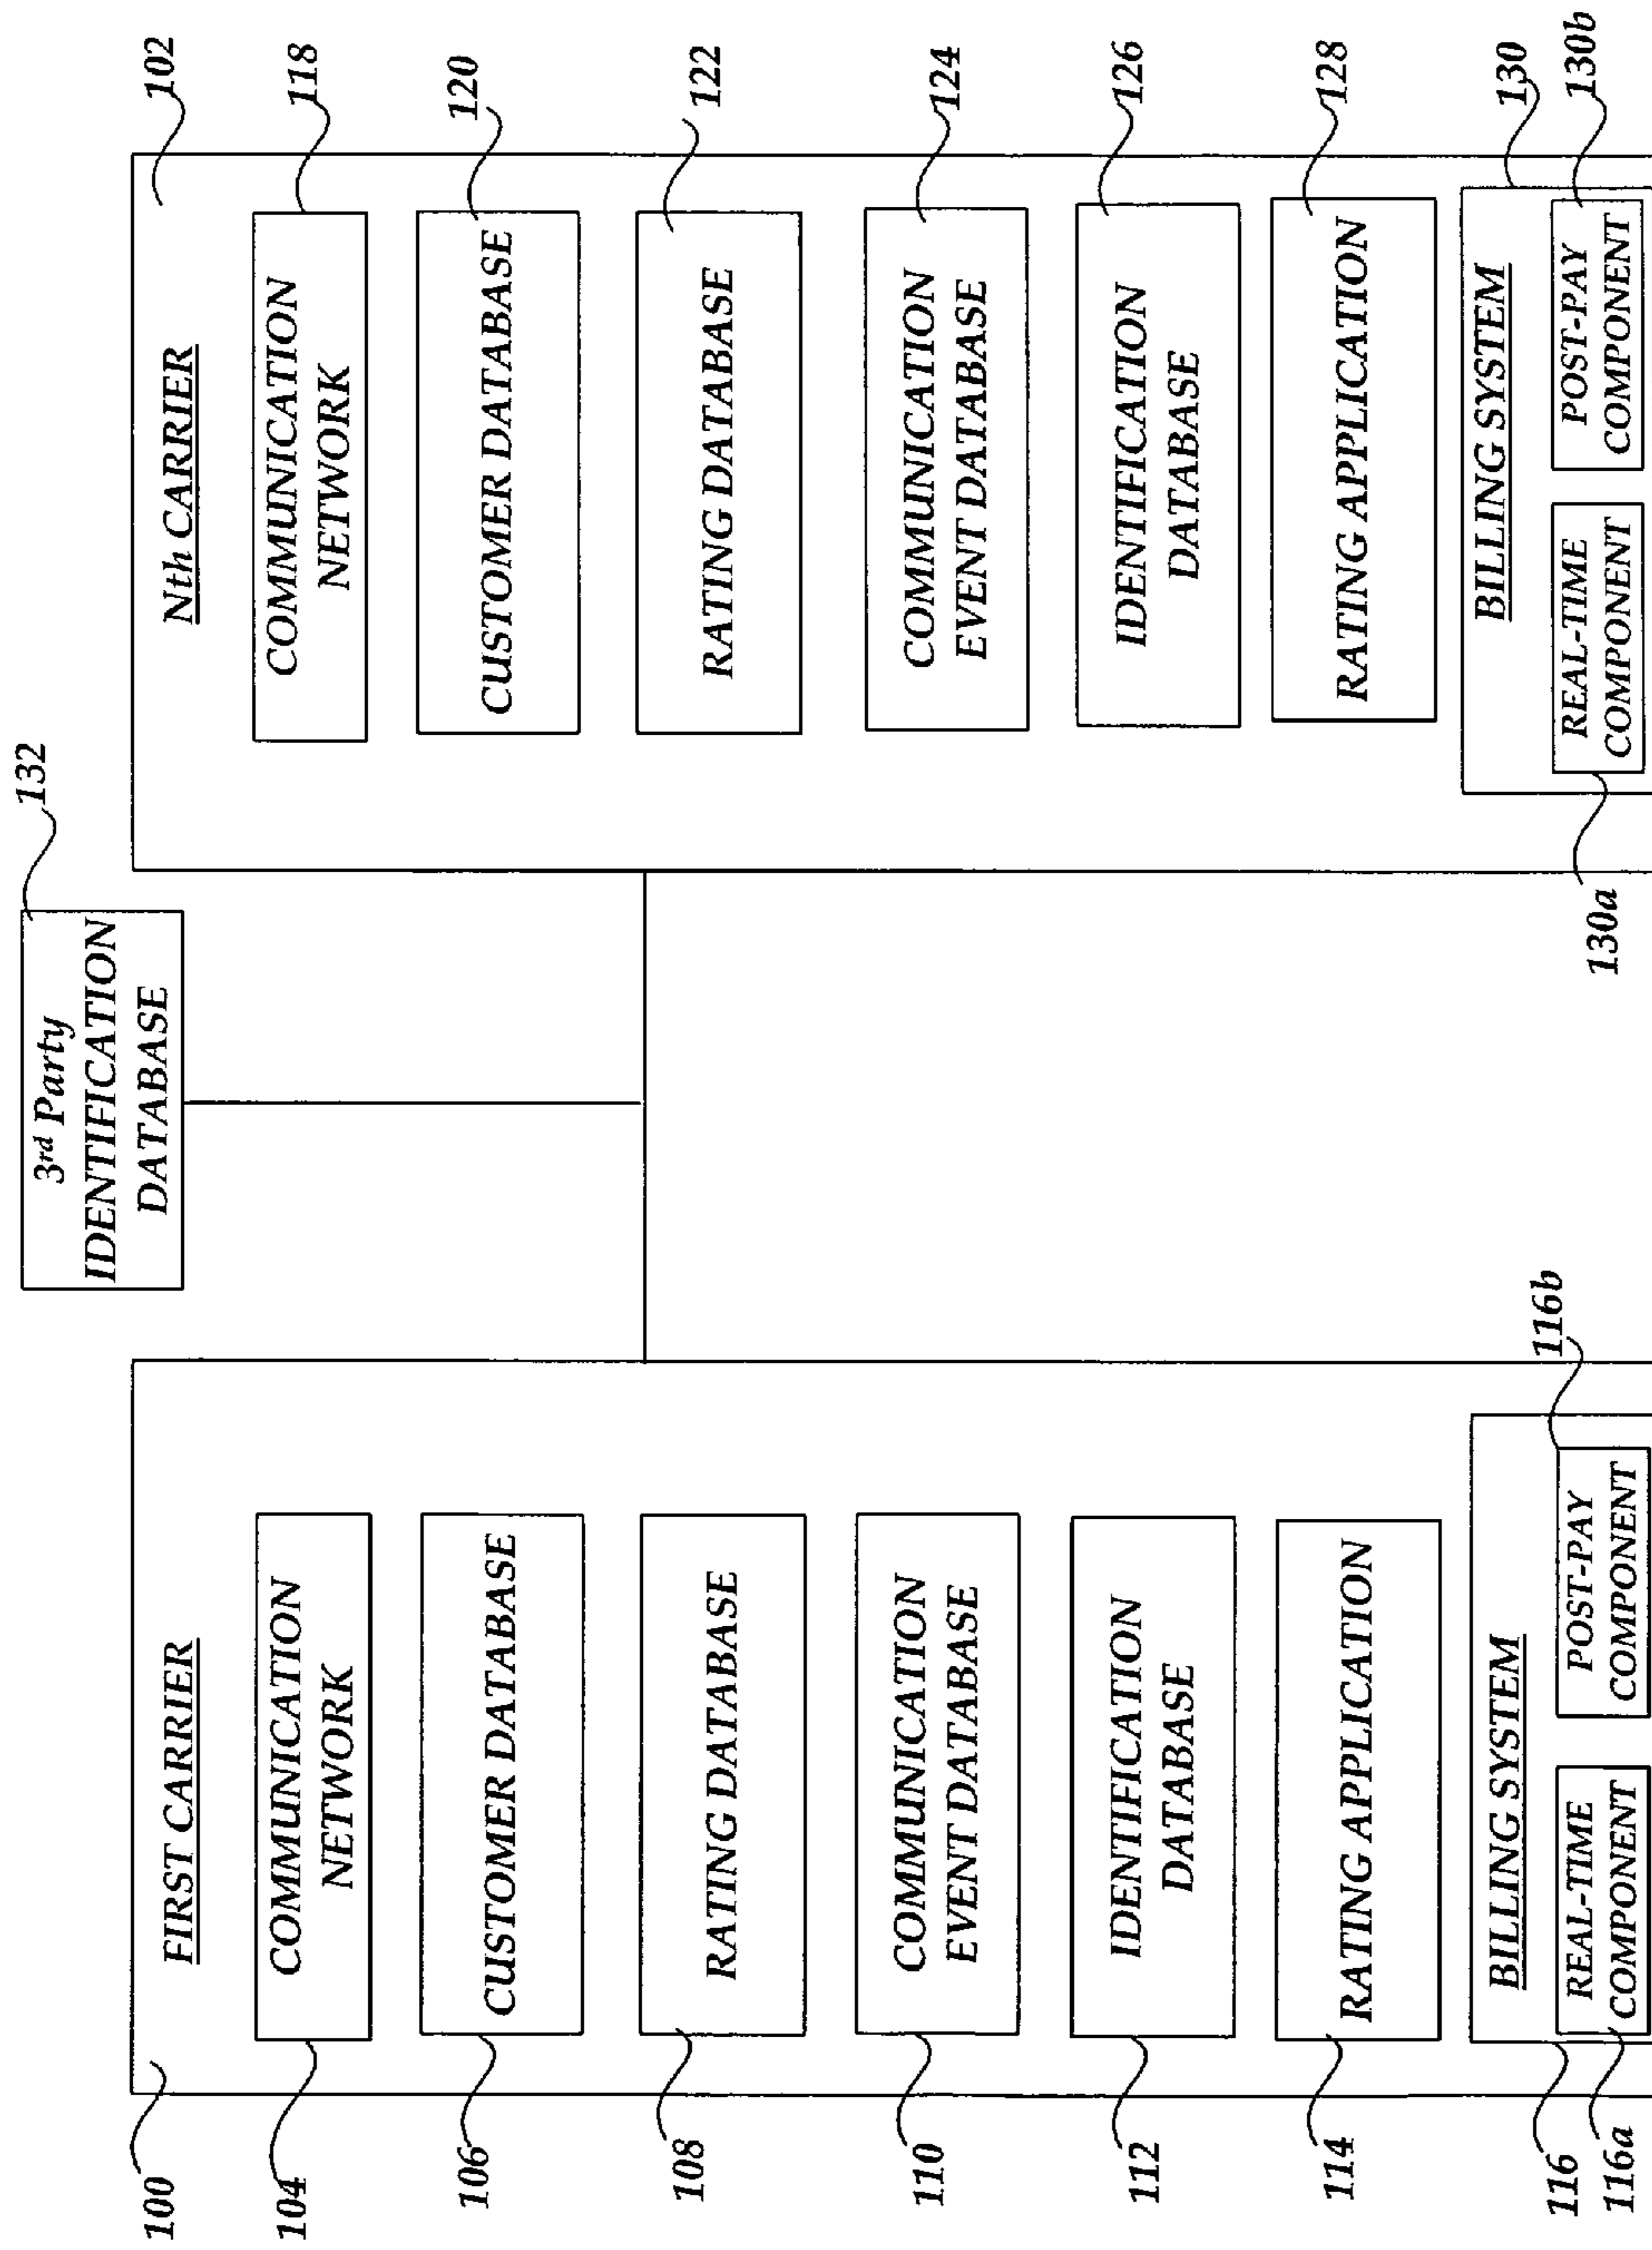 132
3rd Party
IDENTIFICATION
DATABASE
100
FIRST CARRIER
104
COMMUNICATION
NETWORK
106
CUSTOMER DATABASE
108
RATING DATABASE
110
COMMUNICATION
EVENT DATABASE
112
IDENTIFICATION
DATABASE
114
RATING APPLICATION
116
BILLING SYSTEM
116a
REAL-TIME
COMPONENT
116b
POST-PAY
COMPONENT
102
Nth CARRIER
118
COMMUNICATION
NETWORK
120
CUSTOMER DATABASE
122
RATING DATABASE
124
COMMUNICATION
EVENT DATABASE
126
IDENTIFICATION
DATABASE
128
RATING APPLICATION
130
BILLING SYSTEM
130a
REAL-TIME
COMPONENT
130b
POST-PAY
COMPONENT